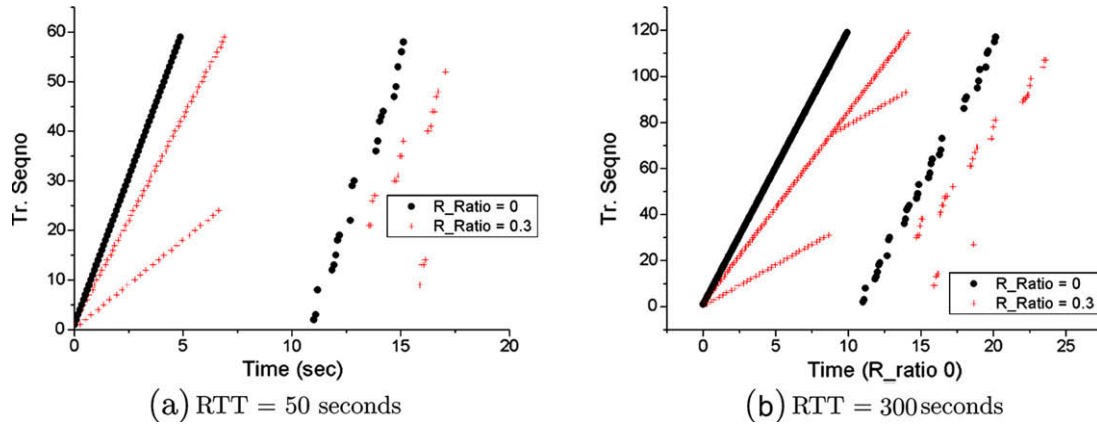 60
50
40
30
20
10
0
Tr. Seqno
R_Ratio = 0
R_Ratio = 0.3
0 5 10 15 20
Time (sec)
(a) RTT = 50 seconds
120
100
80
60
40
20
0
Tr. Seqno
R_Ratio = 0
R_Ratio = 0.3
0 5 10 15 20 25
Time (R_ratio 0)
(b) RTT = 300 seconds